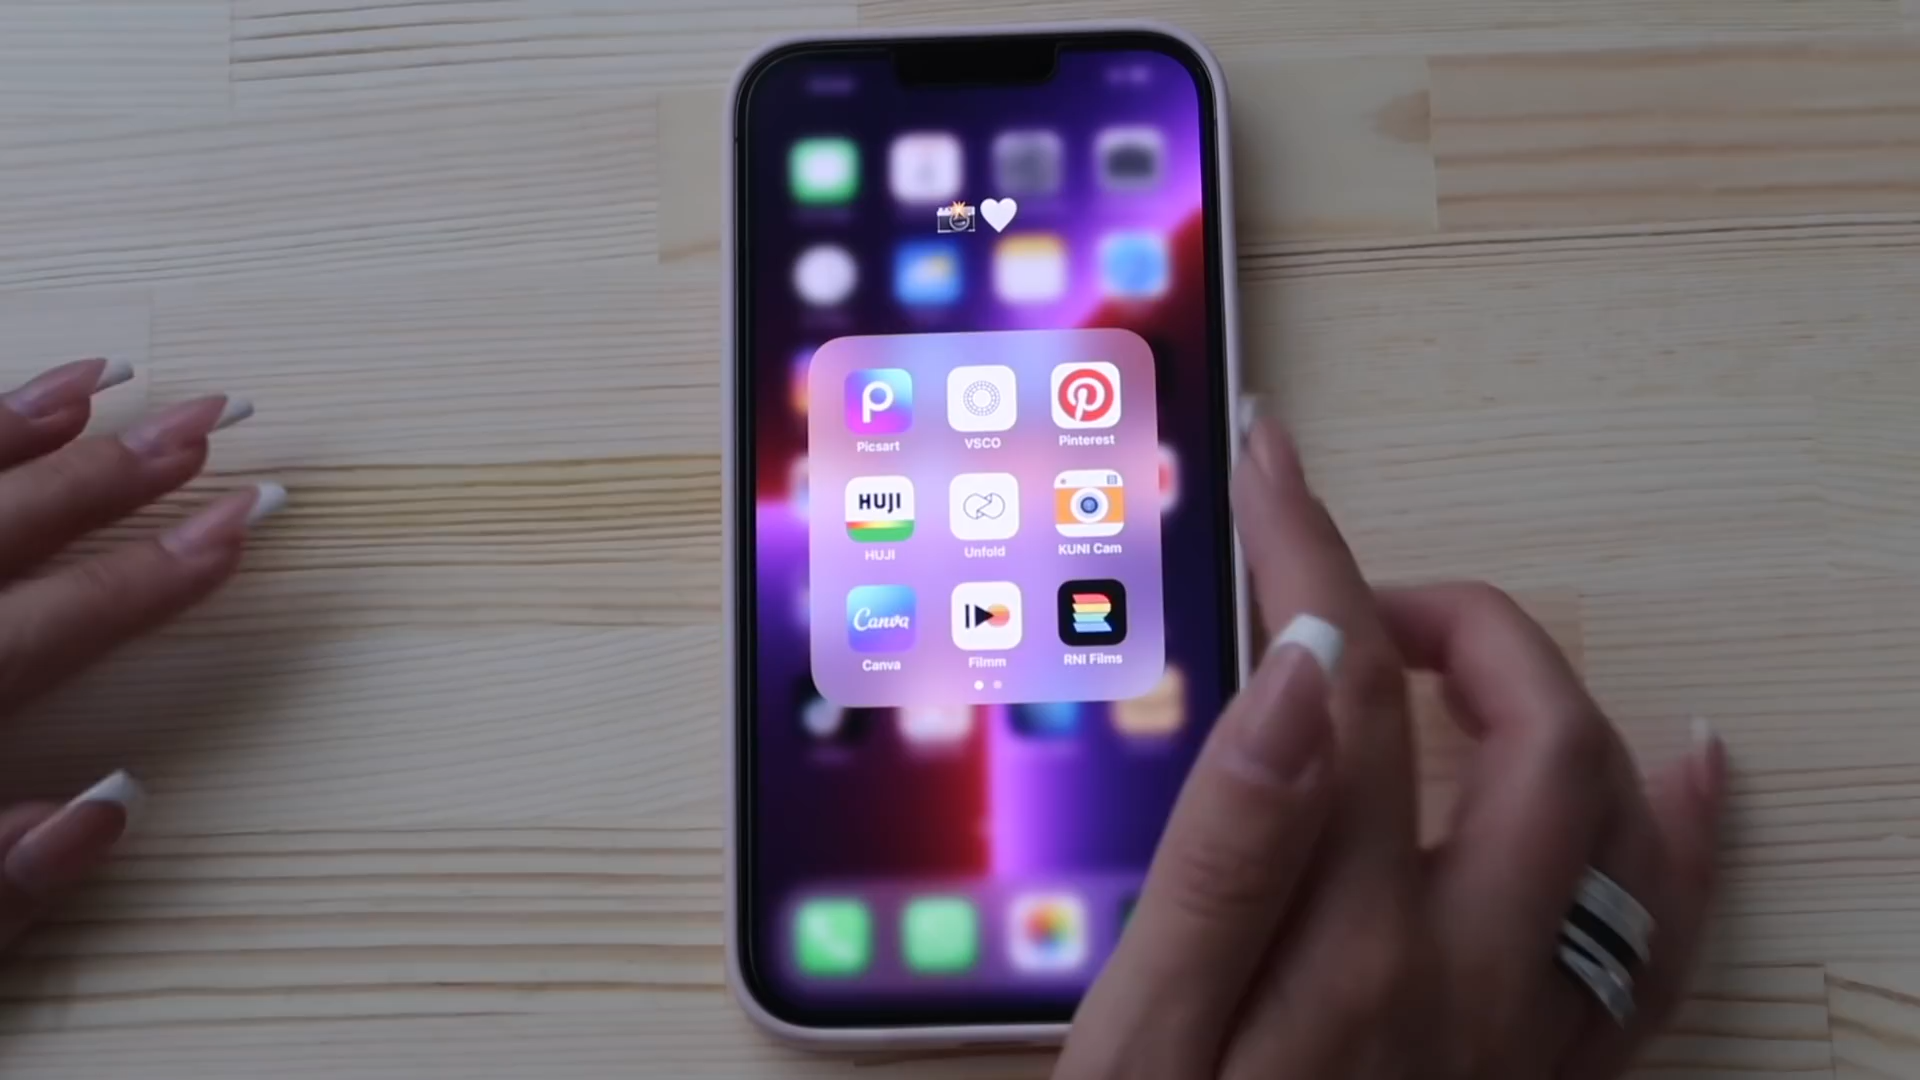 Picsart VSCO Pinterest
HUJI
HUJI Unfold KUNI Cam
Canva
Canva Filmm RNI Films